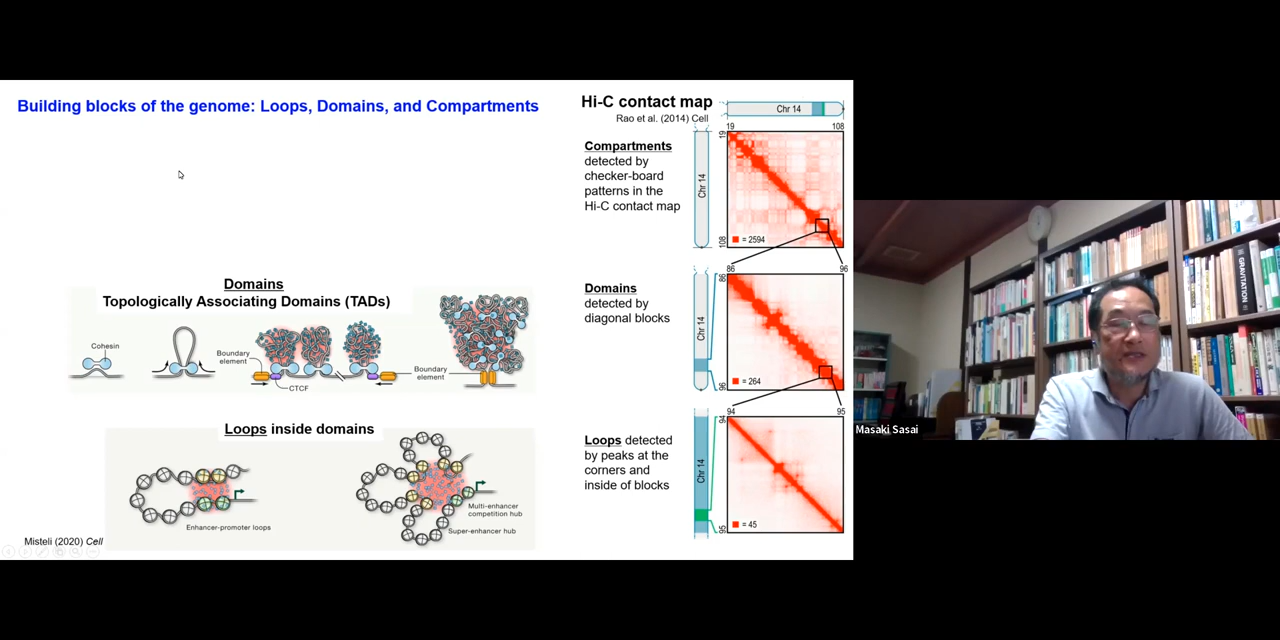 Building blocks of the genome: Loops, Domains, and Compartments
Domains
Topologically Associating Domains (TADs)
Cohesin
Boundary
element
CTCF
Boundary
element
Loops inside domains
Enhancer-promoter loops
Multi-enhancer
competition hub
Super-enhancer hub
Misteli (2020) Cell
Hi-C contact map
Rao et al. (2014) Cell
Chr 14
Compartments
detected by
checker-board
patterns in the
Hi-C contact map
19
108
19
Chr 14
108
= 2594
Domains
detected by
diagonal blocks
86
96
86
Chr 14
96
= 264
Loops detected
by peaks at the
corners and
inside of blocks
94
95
94
Chr 14
95
= 45
GRAVITATION
Masaki Sasai